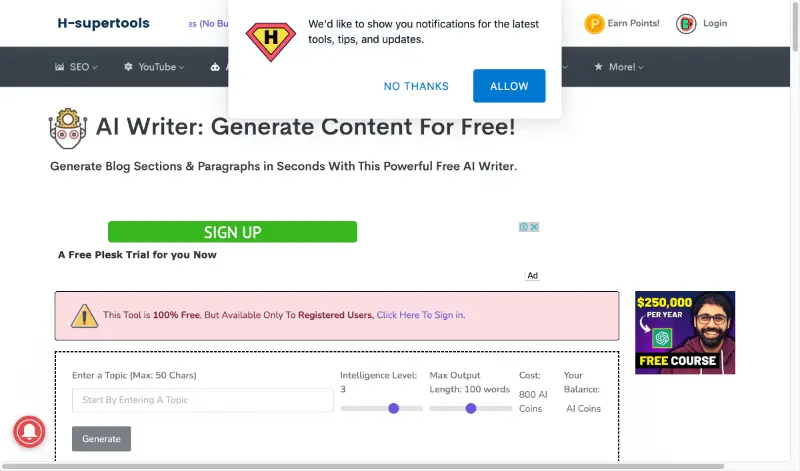 H-supertools
es (No Bu
H
We'd like to show you notifications for the latest
tools, tips, and updates.
NO THANKS
ALLOW
P
Earn Points!
Login
SEO
YouTube
A
More!
AI Writer: Generate Content For Free!
Generate Blog Sections & Paragraphs in Seconds With This Powerful Free AI Writer.
SIGN UP
A Free Plesk Trial for you Now
Ad
This Tool is 100% Free, But Available Only To Registered Users, Click Here To Sign in.
$250,000
PER YEAR
FREE COURSE
Enter a Topic (Max: 50 Chars)
Start By Entering A Topic
Generate
Intelligence Level:
3
Max Output
Length: 100 words
Cost:
800 AI
Coins
Your
Balance:
AI Coins